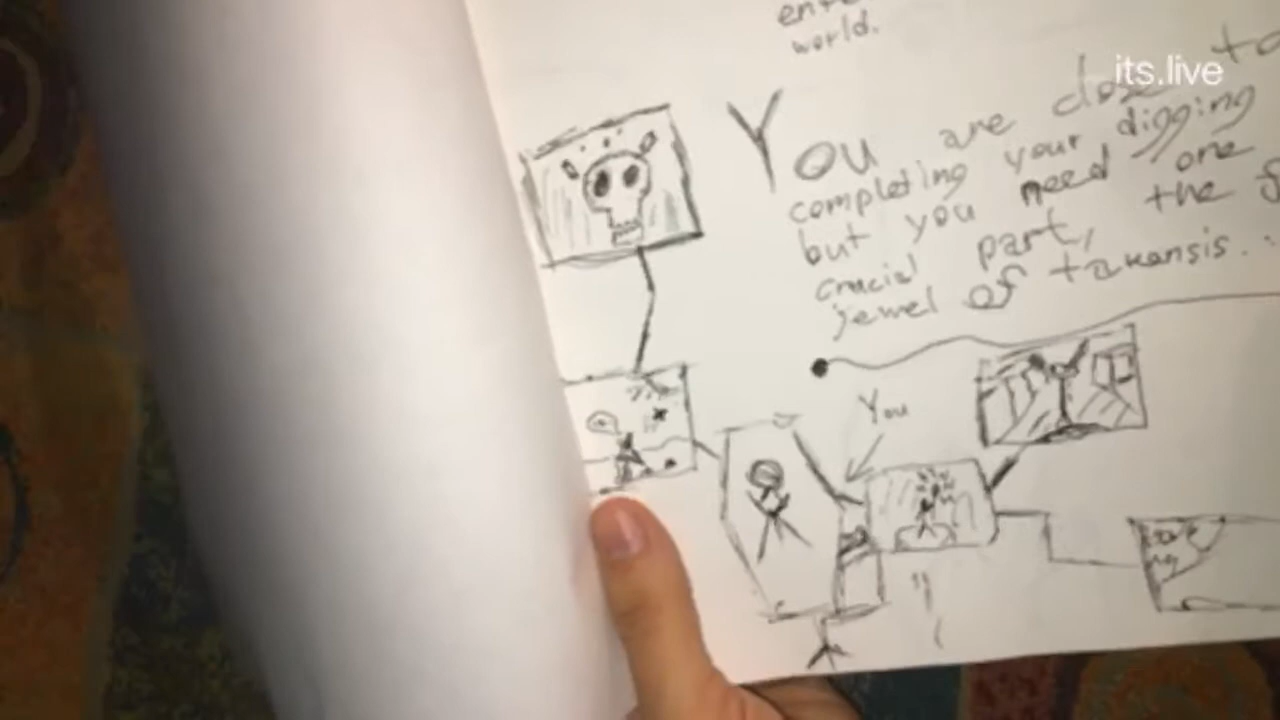 world.
its.live
You are close to
completing your digging
but you need one
crucial part, the
jewel of takansis...
You